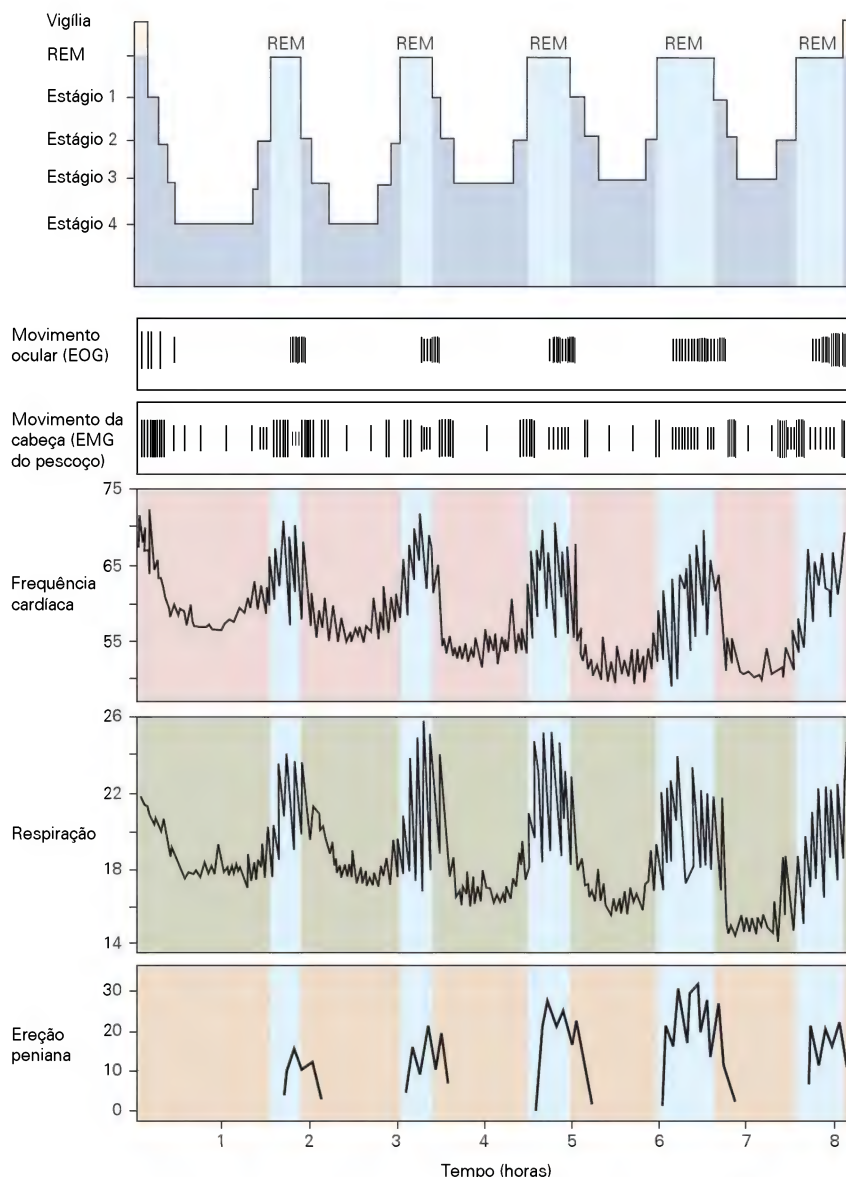 Vigília
REM
Estágio 1
Estágio 2
Estágio 3
Estágio 4
REM REM REM REM REM
Movimento
ocular (EOG)
Movimento da
cabeça (EMG
do pescoço)
75
65
55
Frequência
cardíaca
26
22
18
14
Respiração
30
20
10
0
Ereção
peniana
1 2 3 4 5 6 7 8
Tempo (horas)